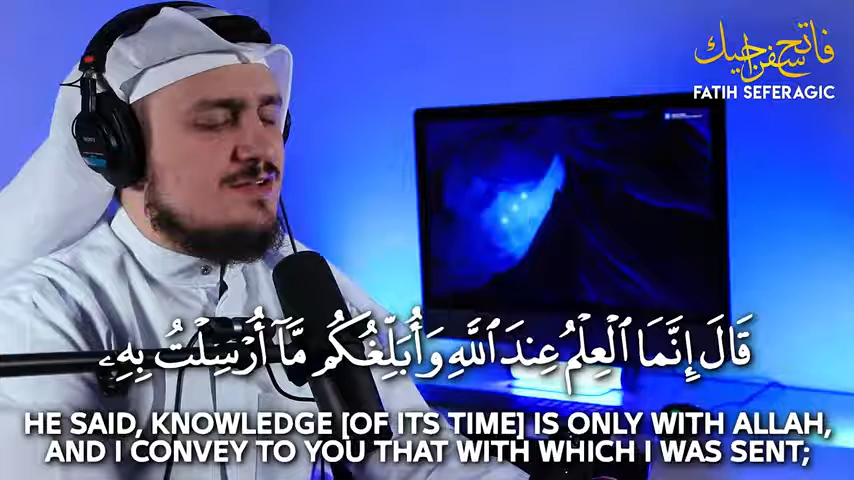 فاتح سفراجيك
FATIH SEFERAGIC
SONY
قَالَ إِنَّمَا ٱلْعِلْمُ عِندَ ٱللَّهِ وَأُبَلِّغُكُم مَّآ أُرْسِلْتُ بِهِۦ
HE SAID, KNOWLEDGE [OF ITS TIME] IS ONLY WITH ALLAH,
AND I CONVEY TO YOU THAT WITH WHICH I WAS SENT;